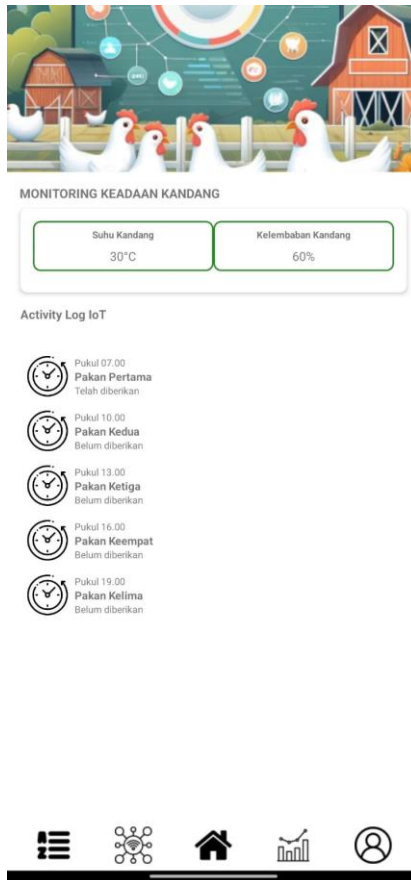 MONITORING KEADAAN KANDANG
Suhu Kandang
30°C
Kelembaban Kandang
60%
Activity Log IoT
Pukul 07.00
Pakan Pertama
Telah diberikan
Pukul 10.00
Pakan Kedua
Belum diberikan
Pukul 13.00
Pakan Ketiga
Belum diberikan
Pukul 16.00
Pakan Keempat
Belum diberikan
Pukul 19.00
Pakan Kelima
Belum diberikan
A
Z